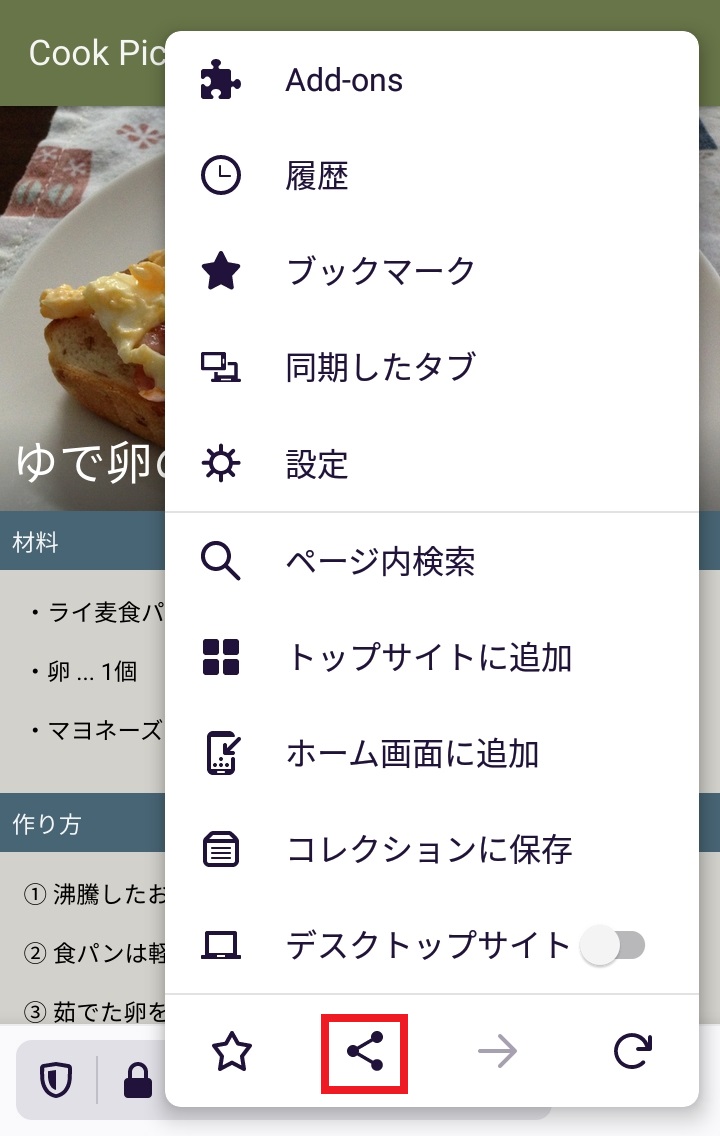 Cook Pic
Add-ons
履歴
ブックマーク
同期したタブ
設定
ページ内検索
トップサイトに追加
ホーム画面に追加
コレクションに保存
デスクトップサイト
ゆで卵の
材料
・ライ麦食パ
・卵 ... 1個
・マヨネーズ
作り方
① 沸騰したお
② 食パンは軽
③ 茹でた卵を